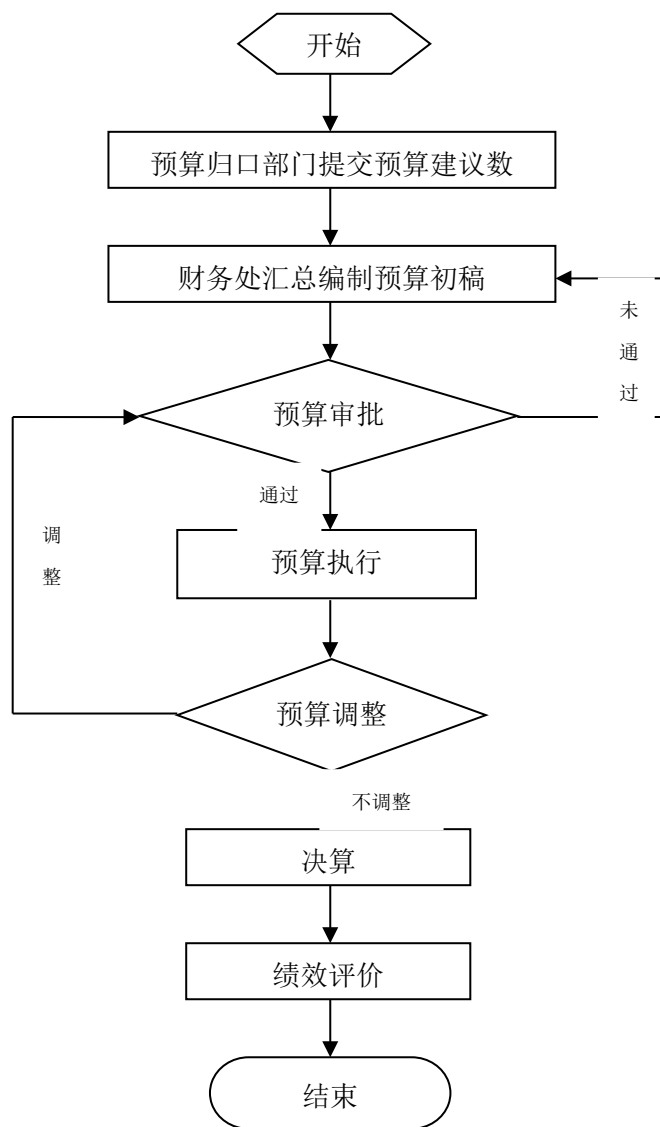 开始
预算归口部门提交预算建议数
财务处汇总编制预算初稿
未
通
过
预算审批
通过
调
整
预算执行
预算调整
不调整
决算
绩效评价
结束